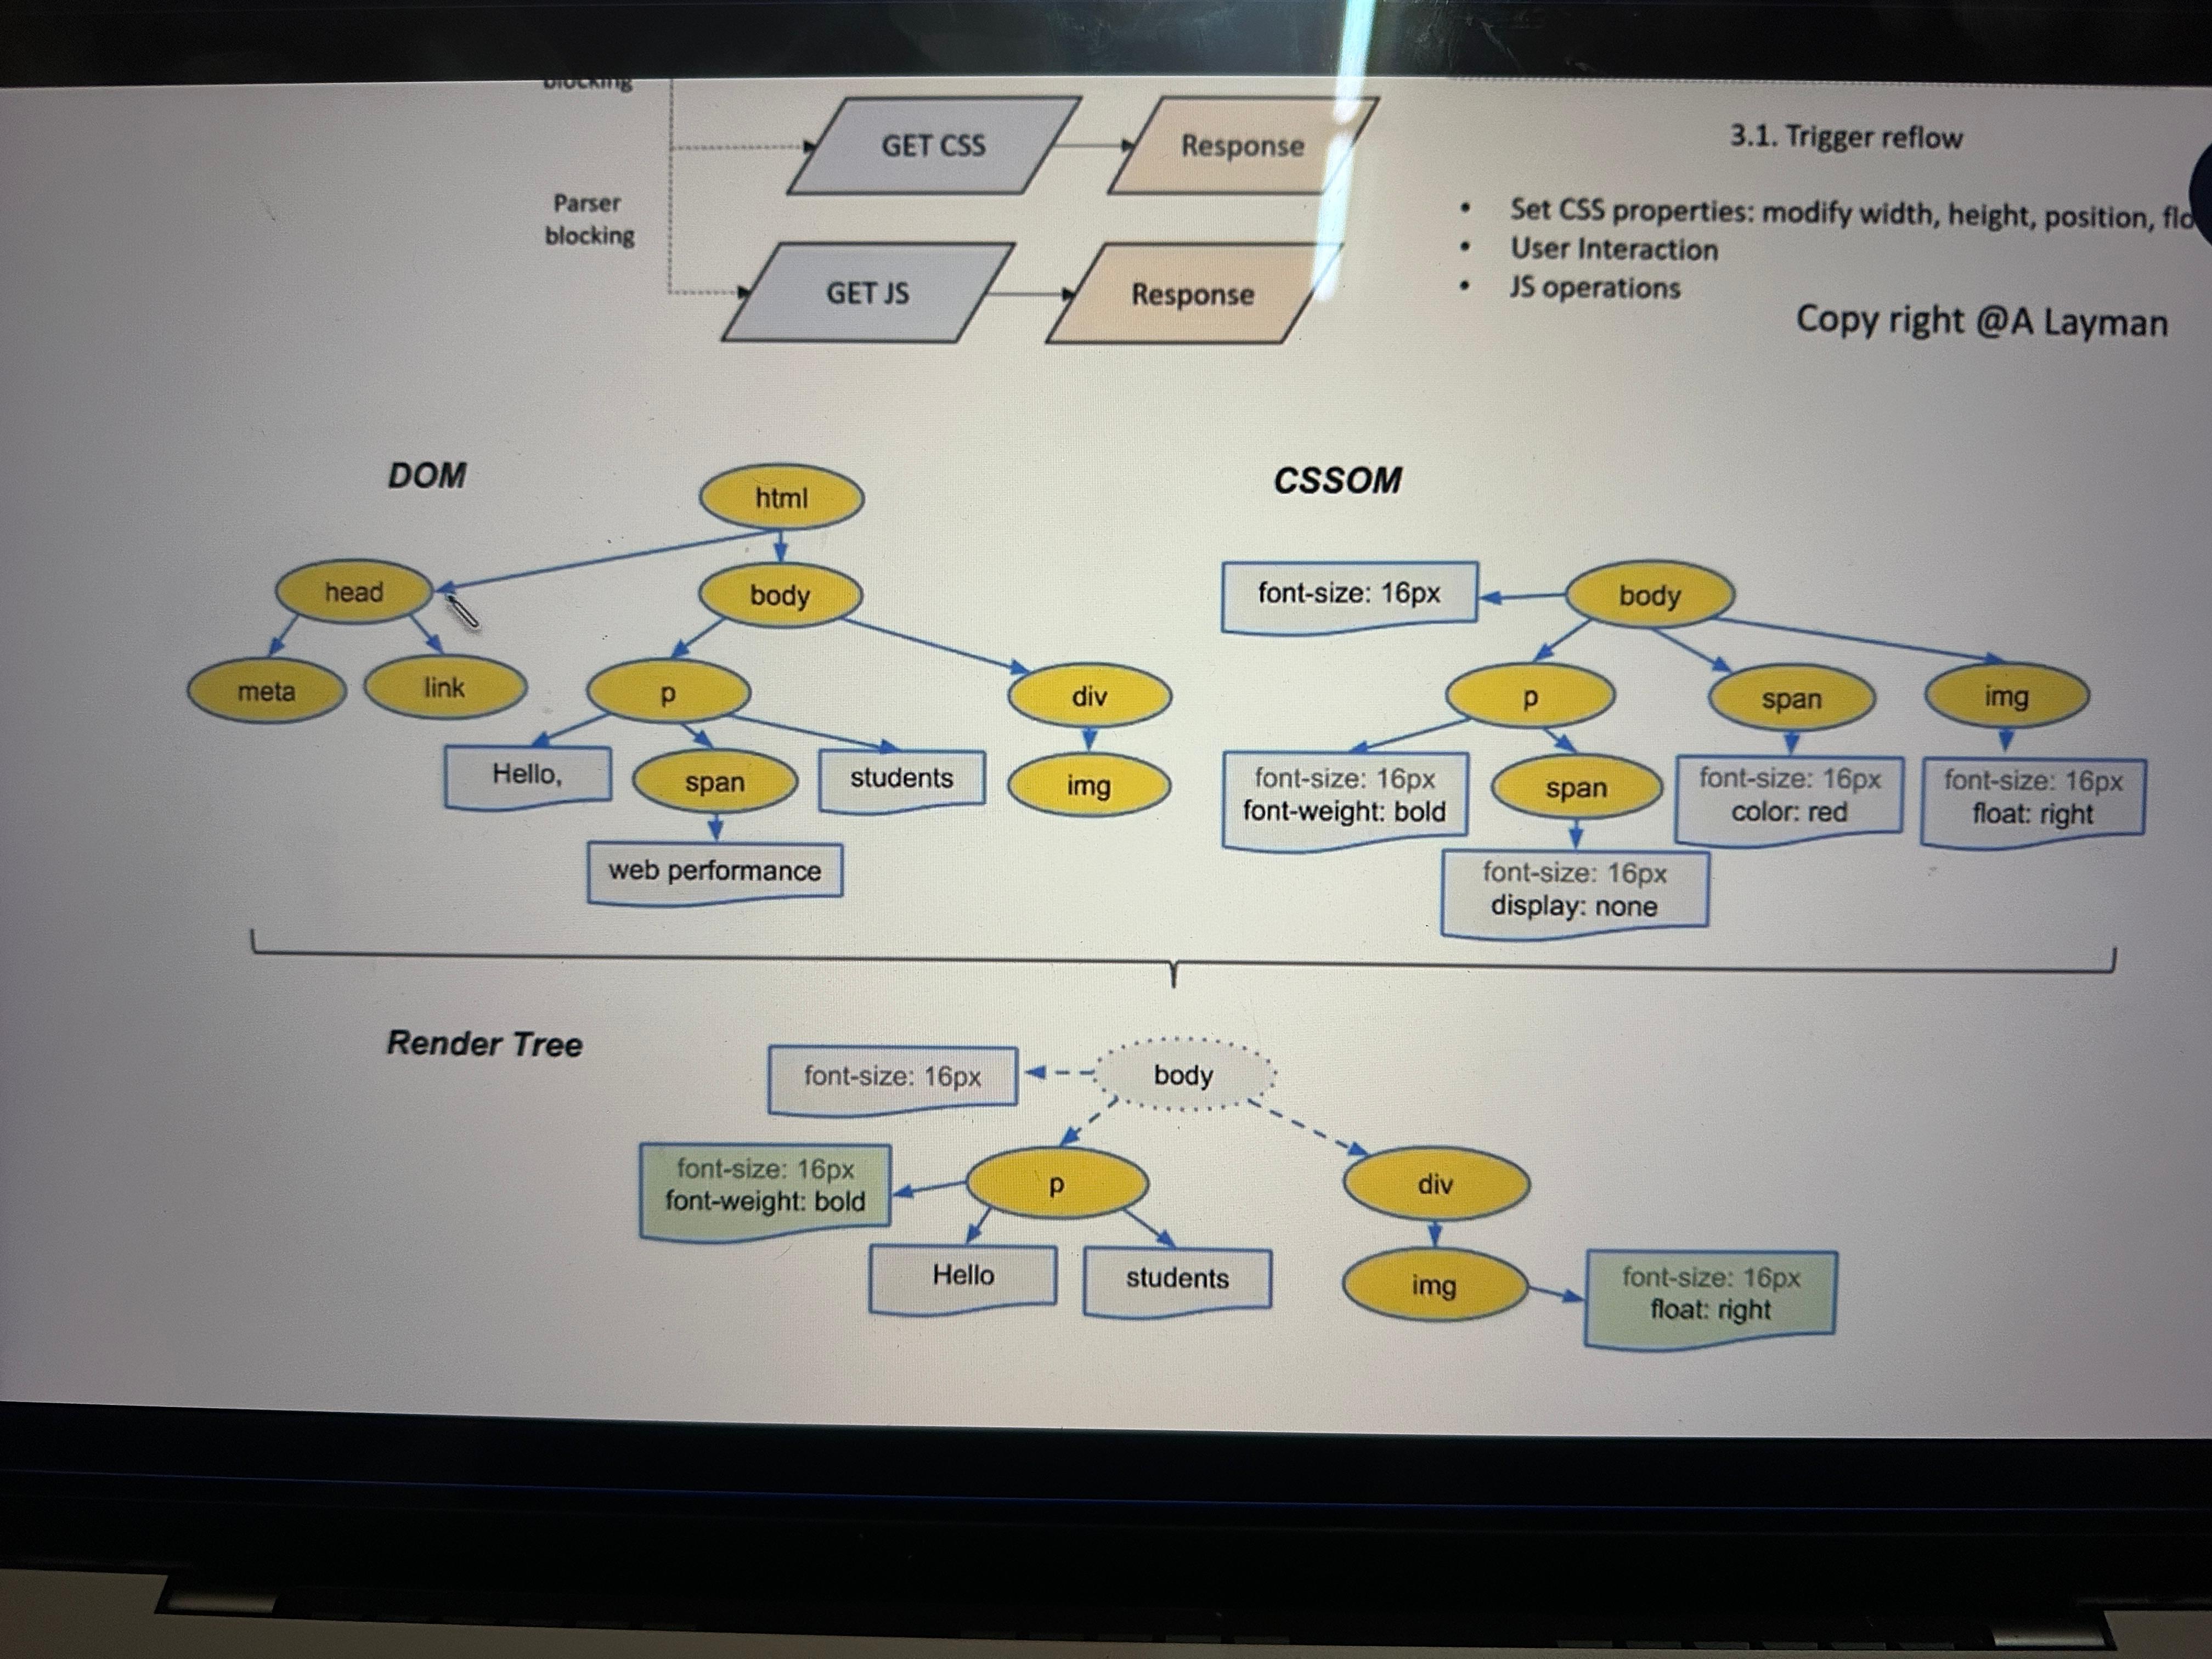 blocking
GET CSS
Response
Parser
blocking
GET JS
Response
3.1. Trigger reflow
• Set CSS properties: modify width, height, position,
• User Interaction
• JS operations
Copy right @A Layman
DOM
html
head
body
meta
link
p
div
Hello,
span
students
img
web performance
CSSOM
font-size: 16px
body
p
span
img
font-size: 16px
font-weight: bold
span
font-size: 16px
color: red
font-size: 16px
float: right
font-size: 16px
display: none
Render Tree
font-size: 16px
body
font-size: 16px
font-weight: bold
p
div
Hello
students
img
font-size: 16px
float: right